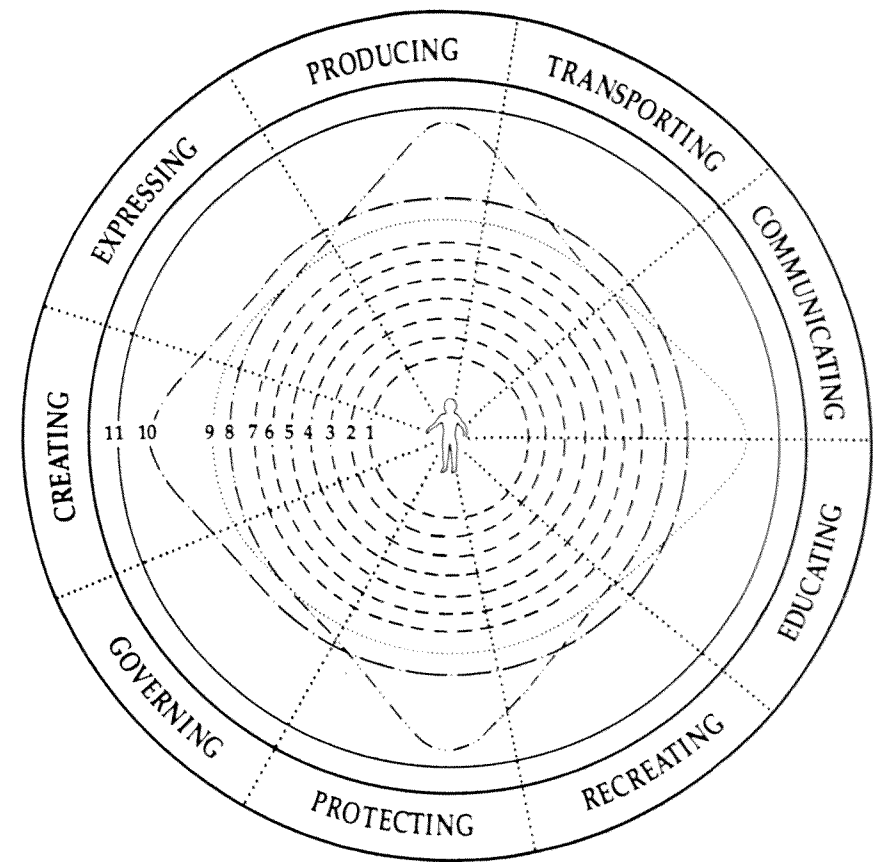 PRODUCING
TRANSPORTING
COMMUNICATING
EDUCATING
RECREATING
PROTECTING
GOVERNING
CREATING
EXPRESSING
11 10 9 8 7 6 5 4 3 2 1